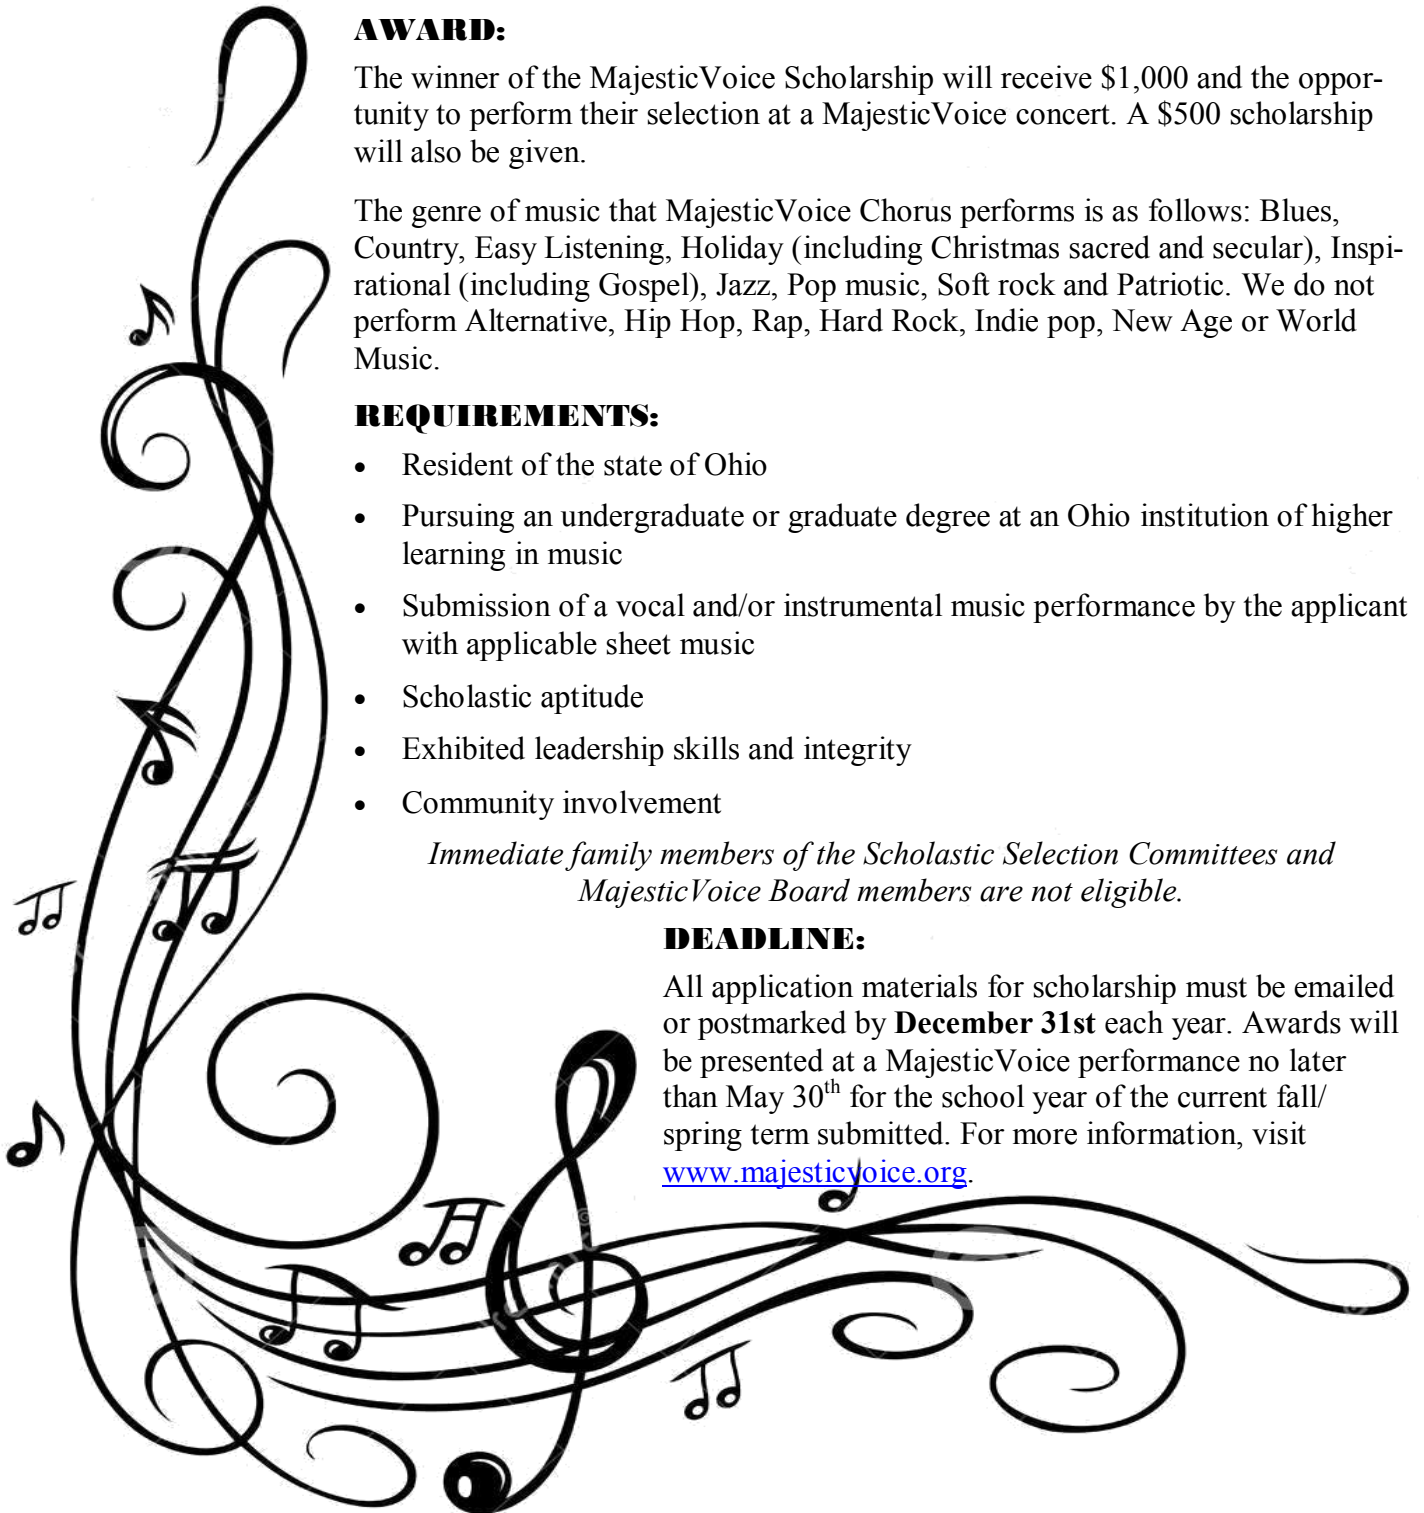 AWARD:
The winner of the MajesticVoice Scholarship will receive $1,000 and the oppor-
tunity to perform their selection at a MajesticVoice concert. A $500 scholarship
will also be given.
The genre of music that MajesticVoice Chorus performs is as follows: Blues,
Country, Easy Listening, Holiday (including Christmas sacred and secular), Inspi-
rational (including Gospel), Jazz, Pop music, Soft rock and Patriotic. We do not
perform Alternative, Hip Hop, Rap, Hard Rock, Indie pop, New Age or World
Music.
REQUIREMENTS:
• Resident of the state of Ohio
• Pursuing an undergraduate or graduate degree at an Ohio institution of higher
learning in music
• Submission of a vocal and/or instrumental music performance by the applicant
with applicable sheet music
• Scholastic aptitude
• Exhibited leadership skills and integrity
• Community involvement
Immediate family members of the Scholastic Selection Committees and
MajesticVoice Board members are not eligible.
DEADLINE:
All application materials for scholarship must be emailed
or postmarked by December 31st each year. Awards will
be presented at a MajesticVoice performance no later
than May 30th for the school year of the current fall/
spring term submitted. For more information, visit
www.majesticvoice.org.